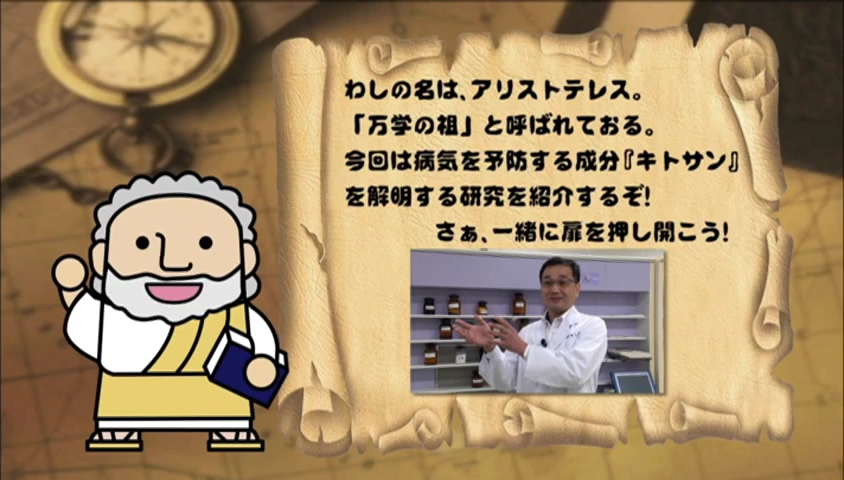 わしの名は、アリストテレス。
「万学の祖」と呼ばれておる。
今回は病気を予防する成分『キトサン』
を解明する研究を紹介するぞ!
さぁ、一緒に扉を押し開こう!